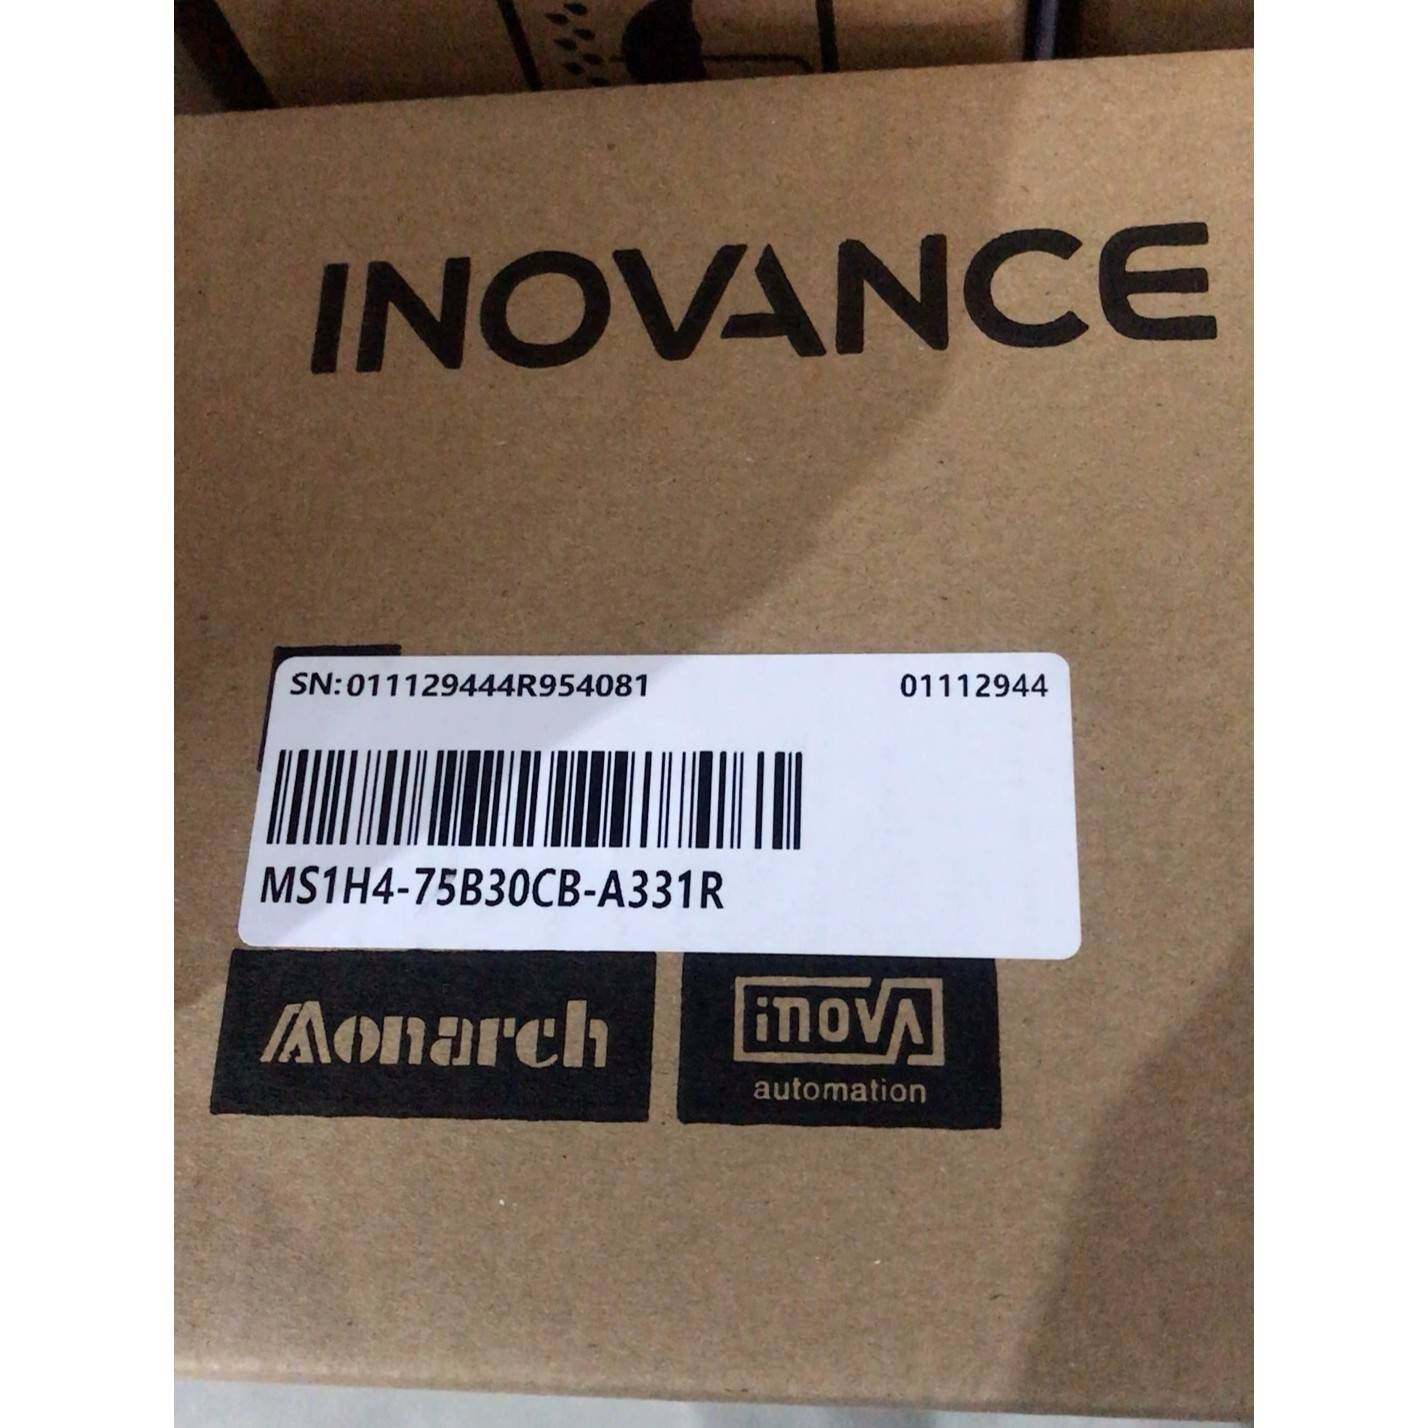 INOVANCE
SN:011129444R954081 01112944
MS1H4-75B30CB-A331R
Monarch
inovA
automation